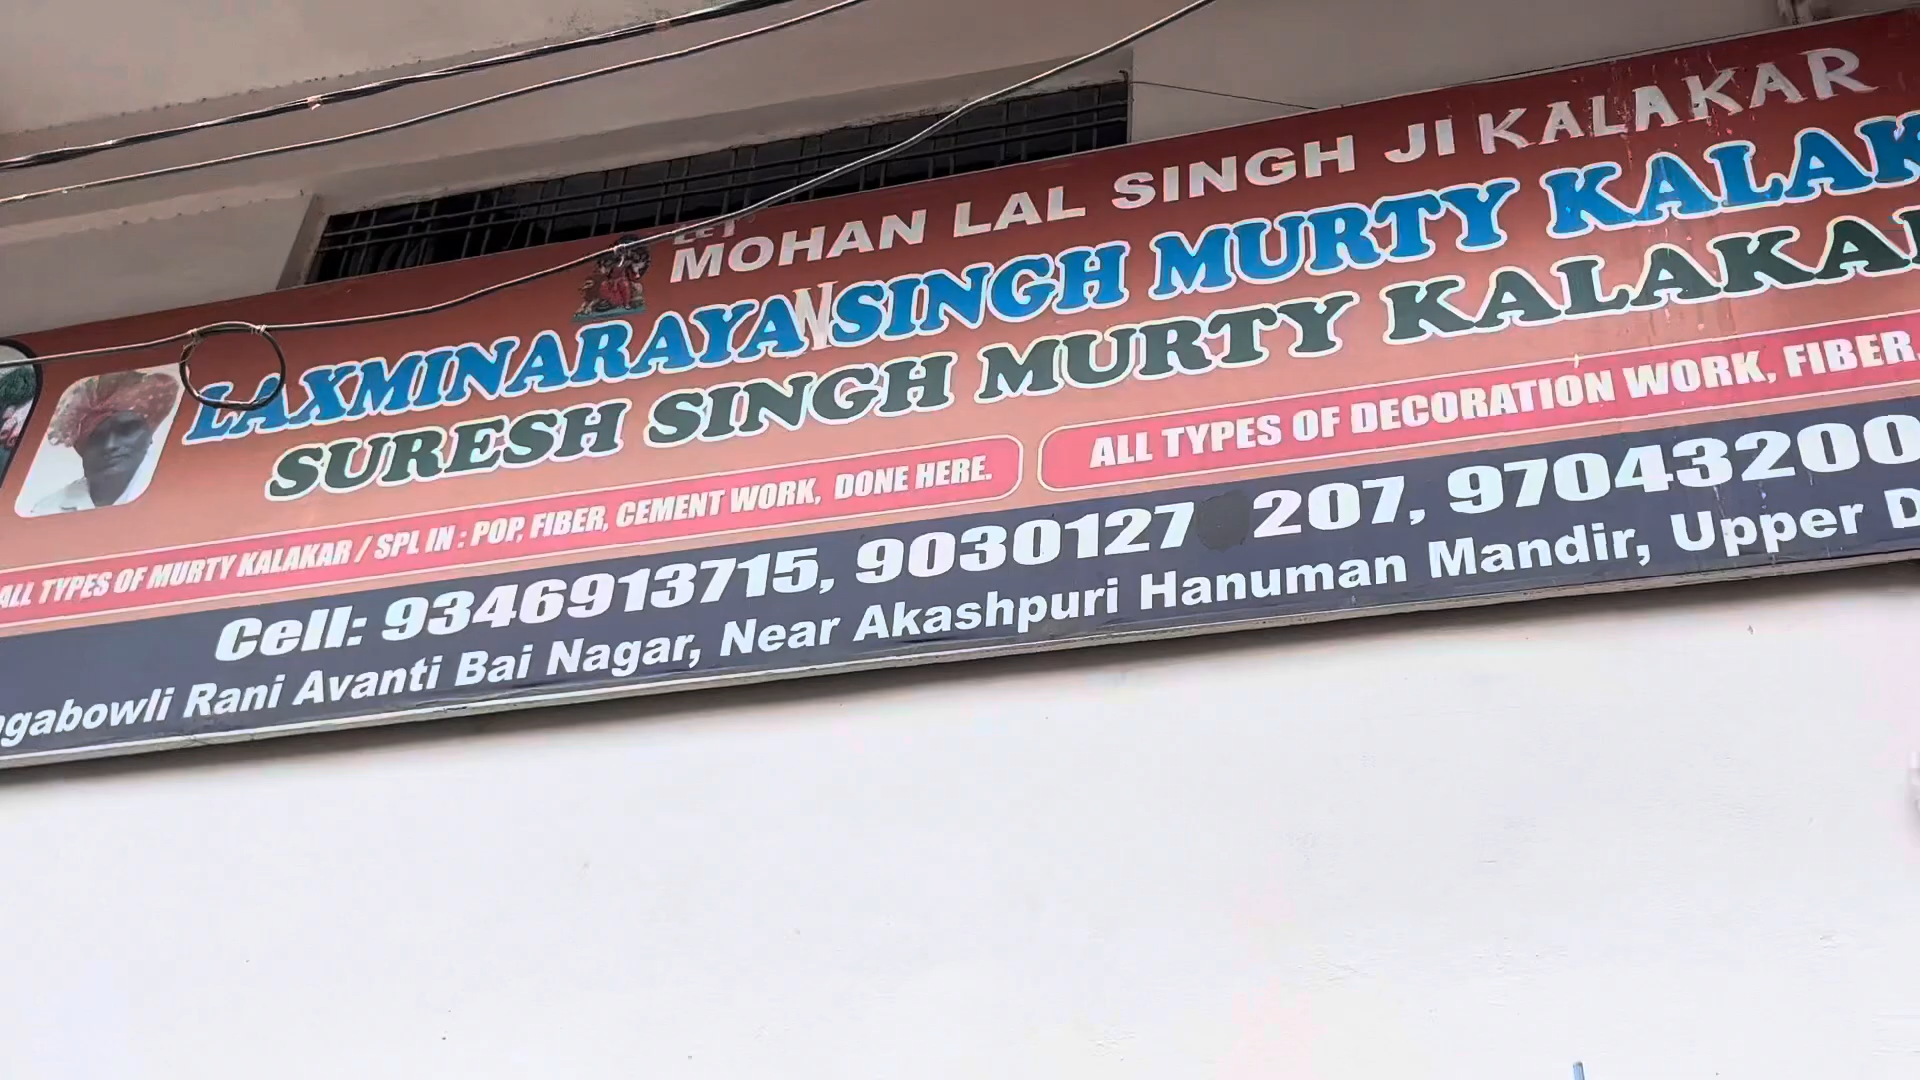 LET
MOHAN LAL SINGH JI KALAKAR
LAXMINARAYAN SINGH MURTY KALAK
SURESH SINGH MURTY KALAKA
ALL TYPES OF MURTY KALAKAR / SPL IN : POP, FIBER, CEMENT WORK, DONE HERE.
ALL TYPES OF DECORATION WORK, FIBER
Cell: 9346913715, 9030127 207, 97043200
gabowli Rani Avanti Bai Nagar, Near Akashpuri Hanuman Mandir, Upper D